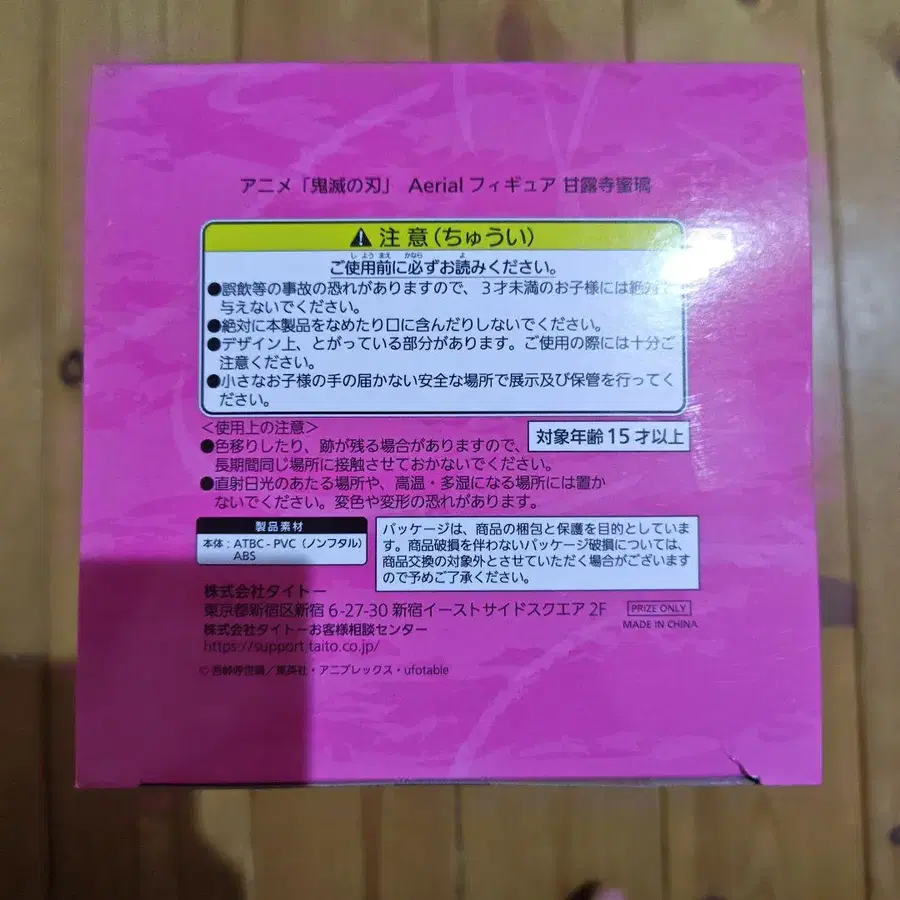 アニメ「鬼滅の刃」 Aerial フィギュア 甘露寺蜜璃
注意(ちゅうい)
ご使用前に必ずお読みください。
●誤飲等の事故の恐れがありますので、3才未満のお子様には絶対に
与えないでください。
●絶対に本製品をなめたり口に含んだりしないでください。
●デザイン上、とがっている部分があります。ご使用の際には十分ご
注意ください。
●小さなお子様の手の届かない安全な場所で展示及び保管を行ってく
ださい。
<使用上の注意>
●色移りしたり、跡が残る場合がありますので、
長期間同じ場所に接触させておかないでください。
対象年齢15才以上
●直射日光のあたる場所や、高温・多湿になる場所には置か
ないでください。変色や変形の恐れがあります。
製品素材
本体:ATBC-PVC(ノンフタル)
ABS
パッケージは、商品の梱包と保護を目的としていま
す。商品破損を伴わないパッケージ破損については、
商品交換の対象外とさせていただく場合がございます
ので予めご了承ください。
株式会社タイトー
東京都新宿区新宿 6-27-30 新宿イーストサイドスクエア 2F
株式会社タイトーお客様相談センター
https://support.taito.co.jp/
PRIZE ONLY
MADE IN CHINA
©吾峠呼世晴/集英社・アニプレックス・ufotable